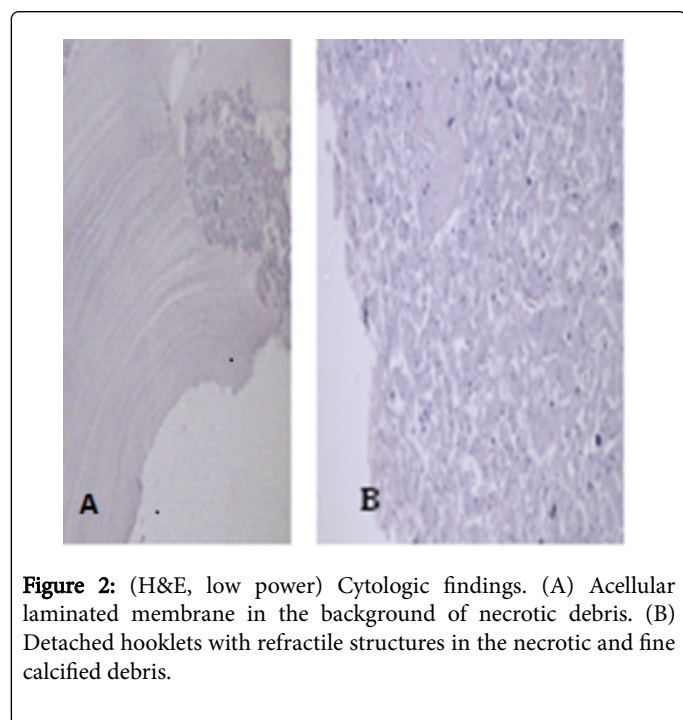 A
B
Figure 2: (H&E, low power) Cytologic findings. (A) Acellular
laminated membrane in the background of necrotic debris. (B)
Detached hooklets with refractile structures in the necrotic and fine
calcified debris.